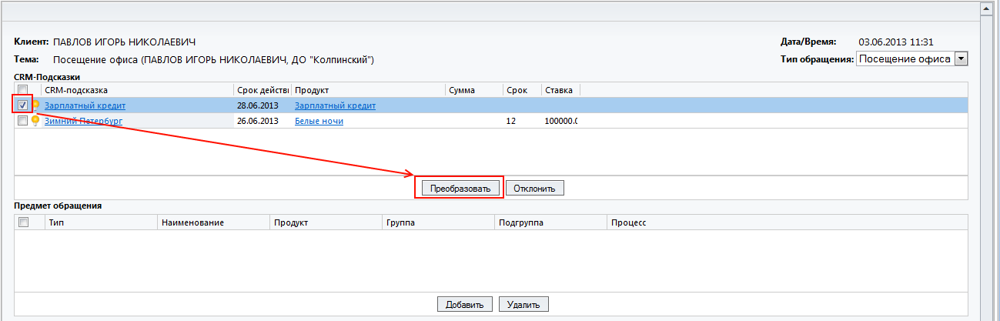 Клиент: ПАВЛОВ ИГОРЬ НИКОЛАЕВИЧ Дата/Время: 03.06.2013 11:31
Тема: Посещение офиса (ПАВЛОВ ИГОРЬ НИКОЛАЕВИЧ, ДО "Колпинский") Тип обращения: Посещение офиса
CRM-Подсказки
CRM-подсказка Срок действи Продукт Сумма Срок Ставка
Зарплатный кредит 28.06.2013 Зарплатный кредит
Зимний Петербург 26.06.2013 Белые ночи 12 100000.0
Преобразовать Отклонить
Предмет обращения
Тип Наименование Продукт Группа Подгруппа Процесс
Добавить Удалить